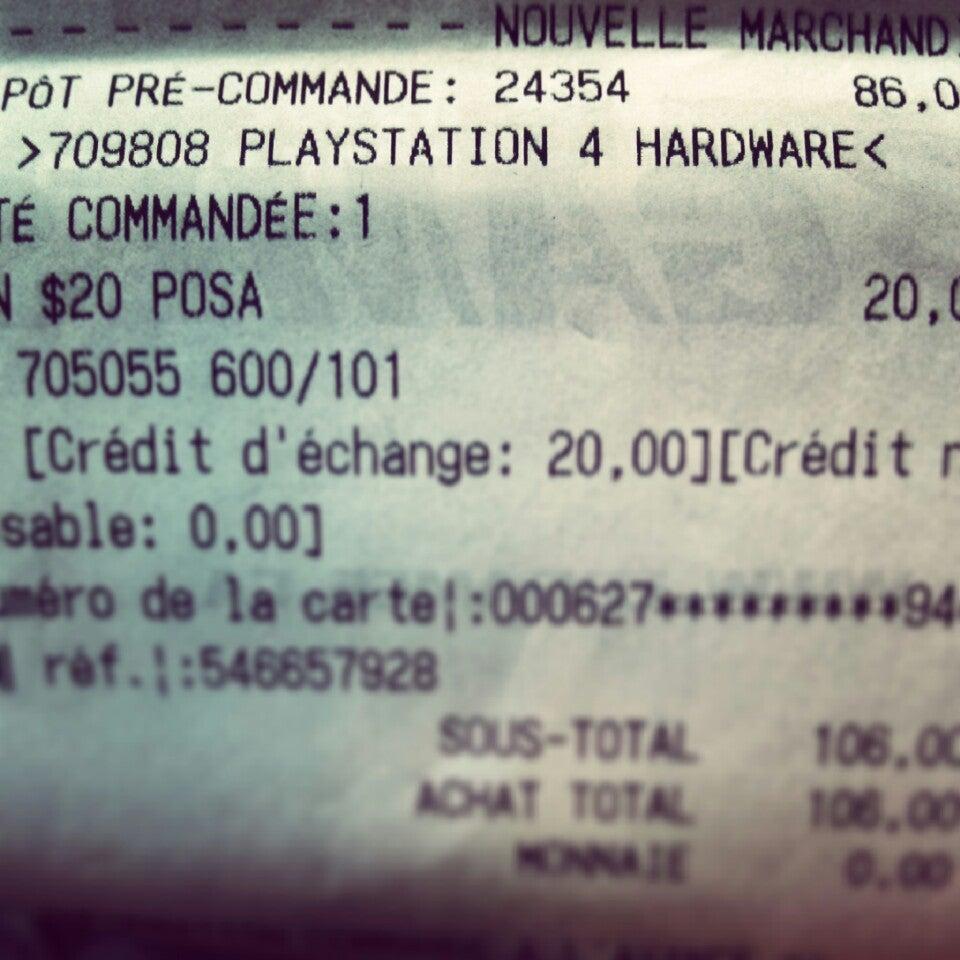 - - - - - - - - - - NOUVELLE MARCHAND
PÔT PRÉ-COMMANDE: 24354 86,0
>709808 PLAYSTATION 4 HARDWARE<
TÉ COMMANDÉE:1
N $20 POSA 20,0
705055 600/101
[Crédit d'échange: 20,00][Crédit n
sable: 0,00]
uméro de la carte¦:000627**********94
réf.¦:546657928
SOUS-TOTAL 106.00
ACHAT TOTAL 106.00
MONNAIE 0.00